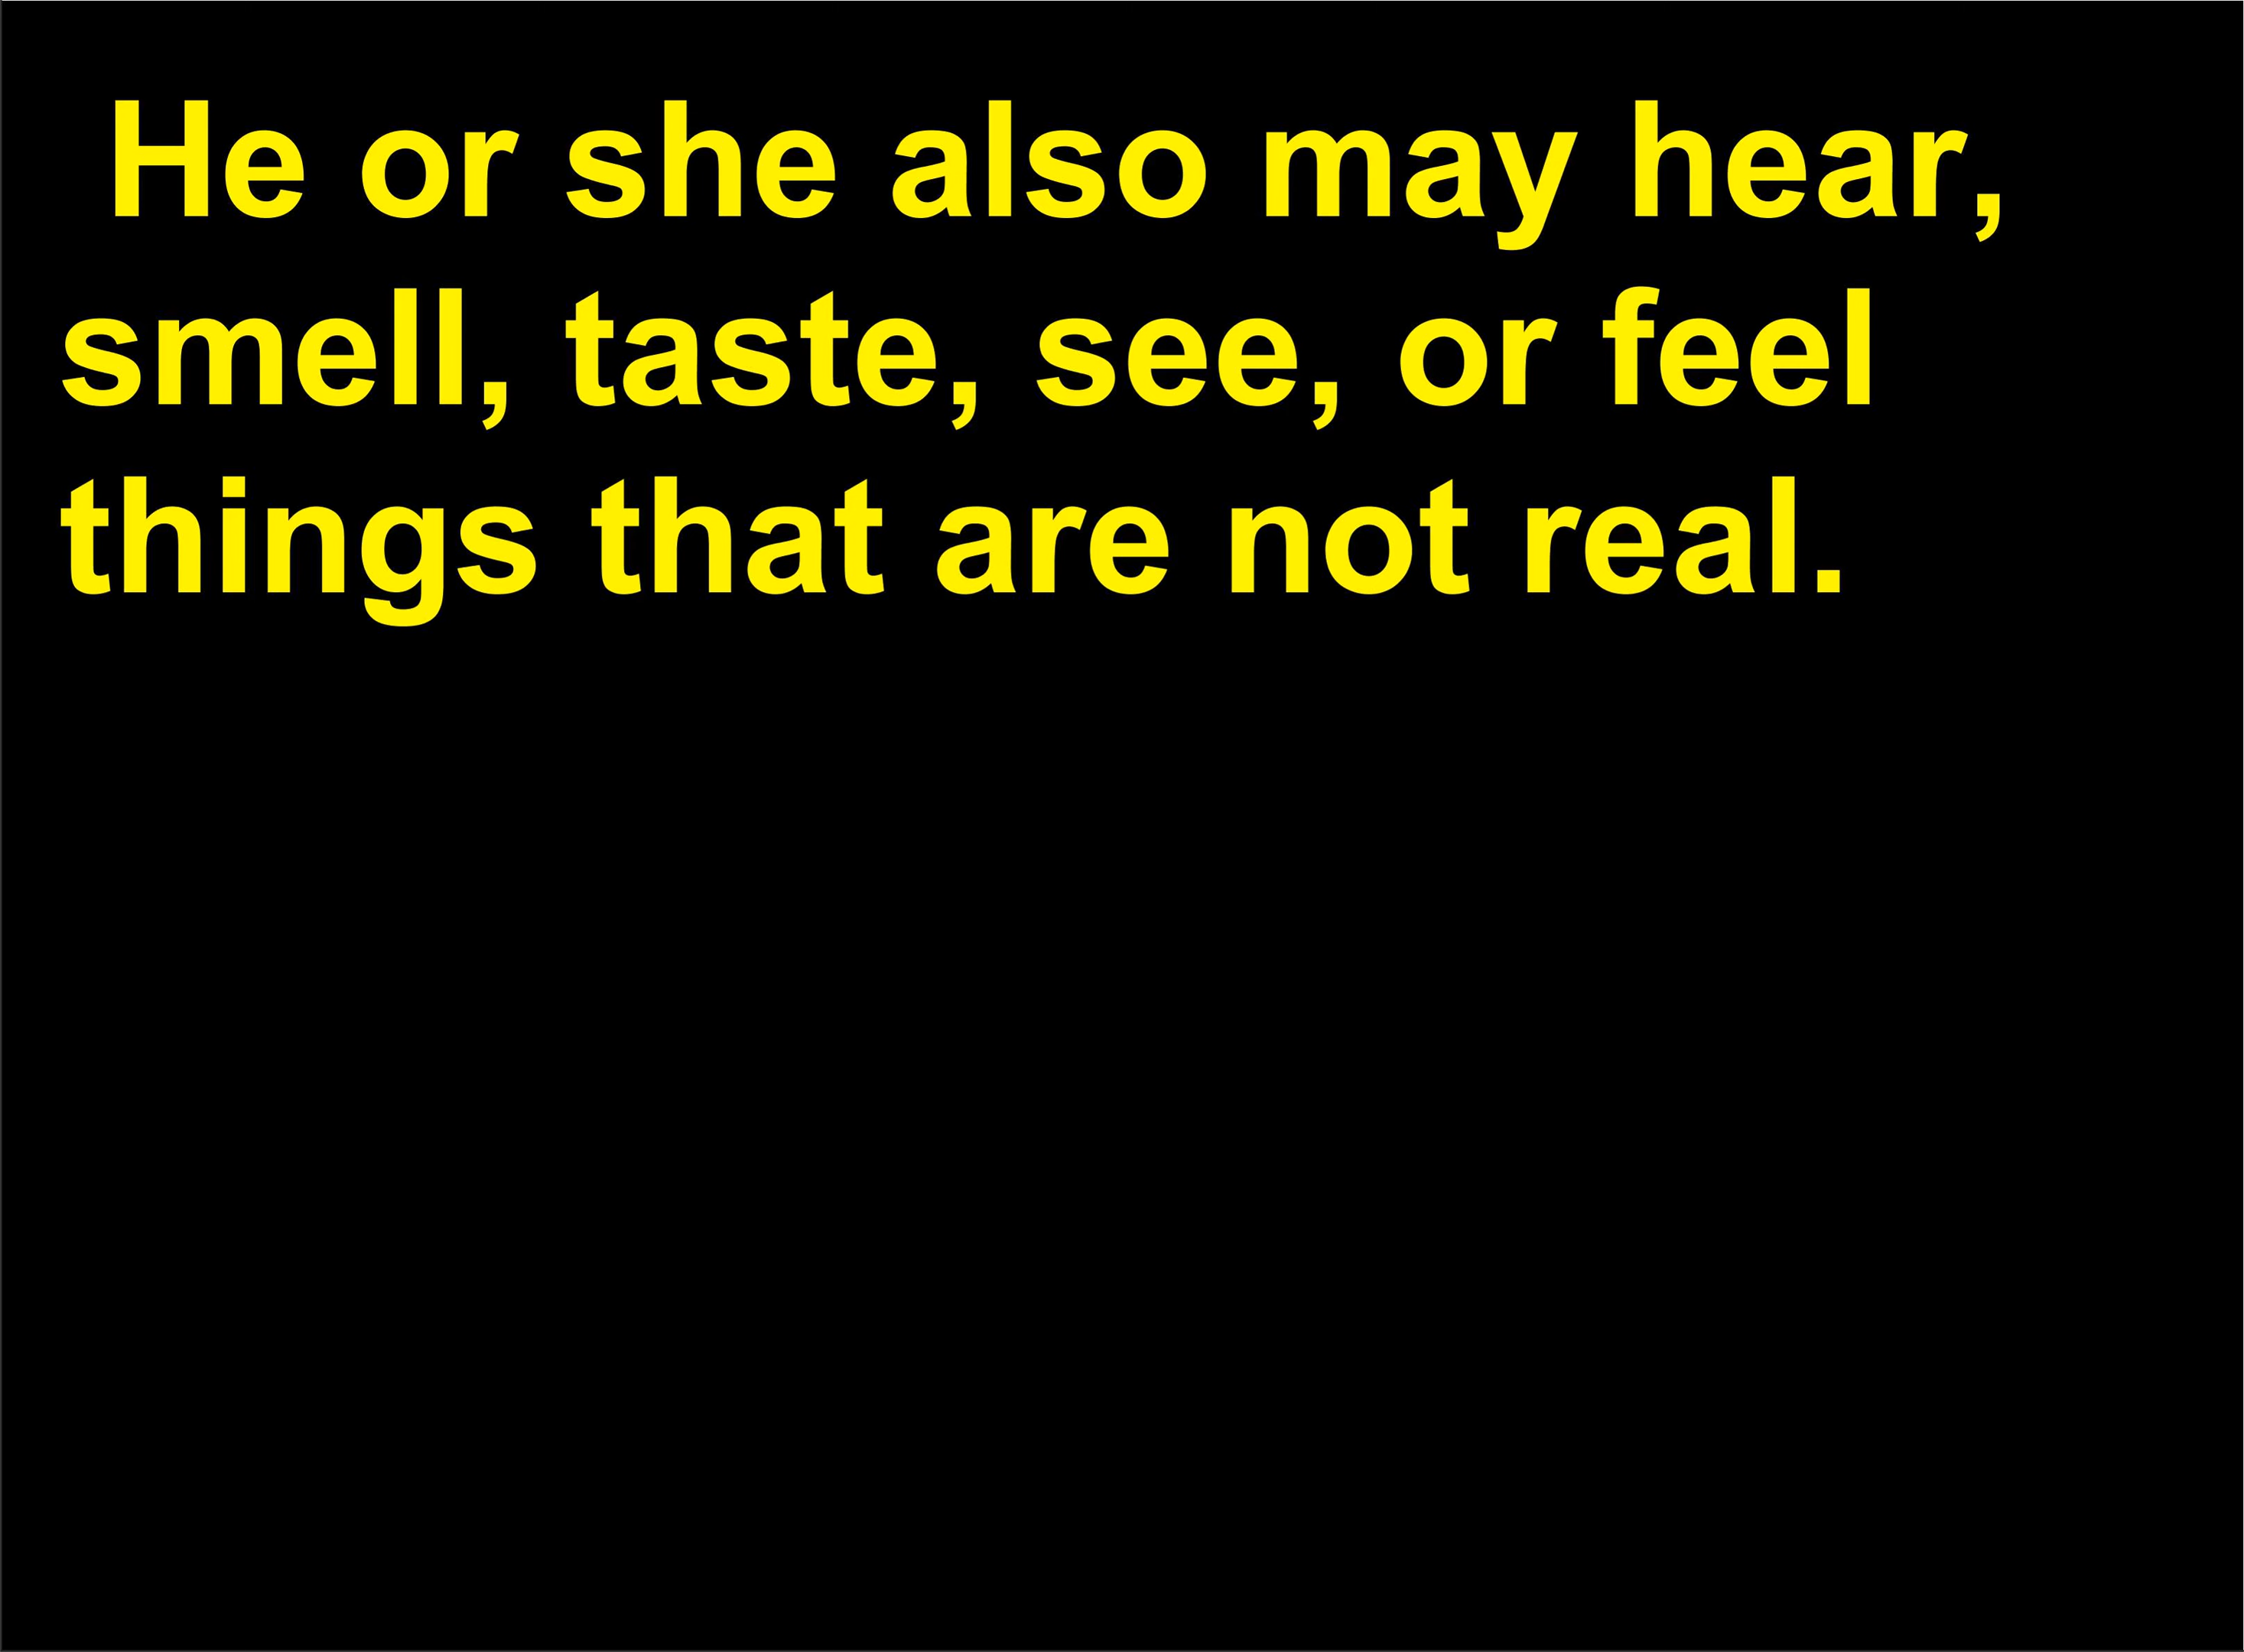 He or she also may hear,
smell, taste, see, or feel
things that are not real.